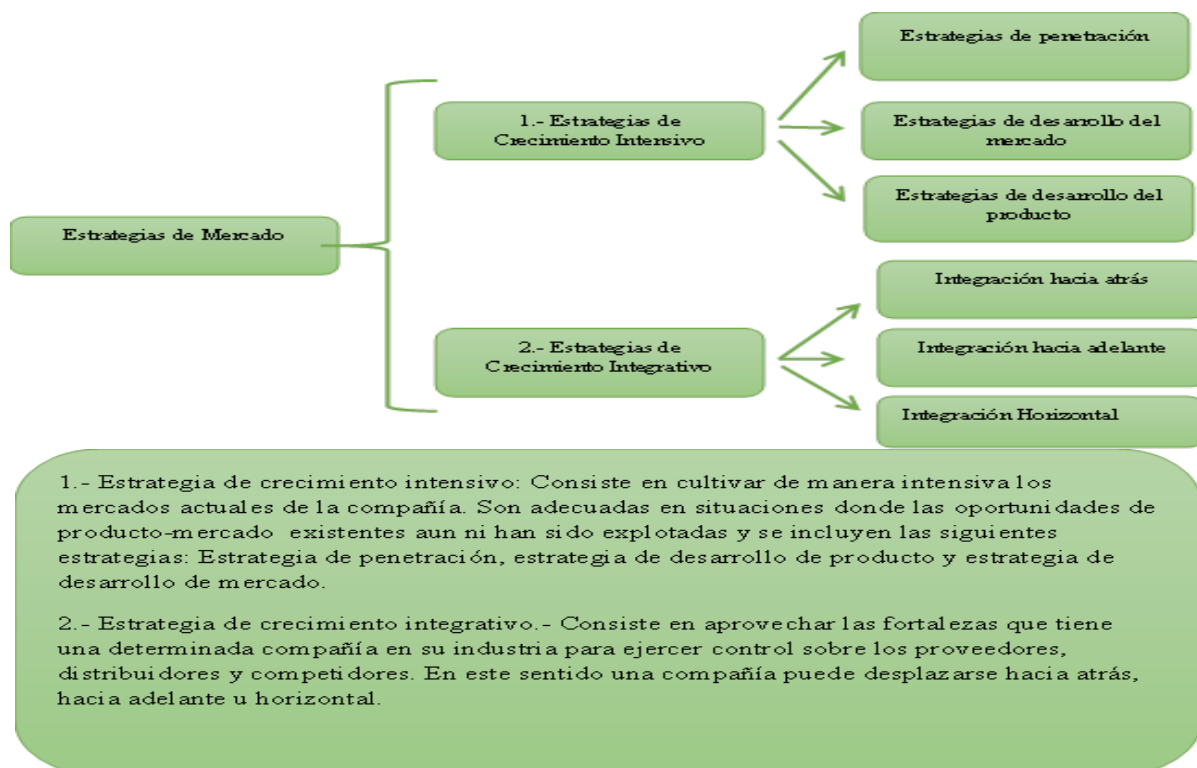 Estrategias de penetración
1.- Estrategias de
Crecimiento Intensivo
Estrategias de desarrollo del
mercado
Estrategias de desarrollo del
producto
Estrategias de Mercado
Integración hacia atrás
2.- Estrategias de
Crecimiento Integrativo
Integración hacia adelante
Integración Horizontal
1.- Estrategia de crecimiento intensivo: Consiste en cultivar de manera intensiva los
mercados actuales de la compañía. Son adecuadas en situaciones donde las oportunidades de
producto-mercado existentes aun ni han sido explotadas y se incluyen las siguientes
estrategias: Estrategia de penetración, estrategia de desarrollo de producto y estrategia de
desarrollo de mercado.
2.- Estrategia de crecimiento integrativo.- Consiste en aprovechar las fortalezas que tiene
una determinada compañía en su industria para ejercer control sobre los proveedores,
distribuidores y competidores. En este sentido una compañía puede desplazarse hacia atrás,
hacia adelante u horizontal.